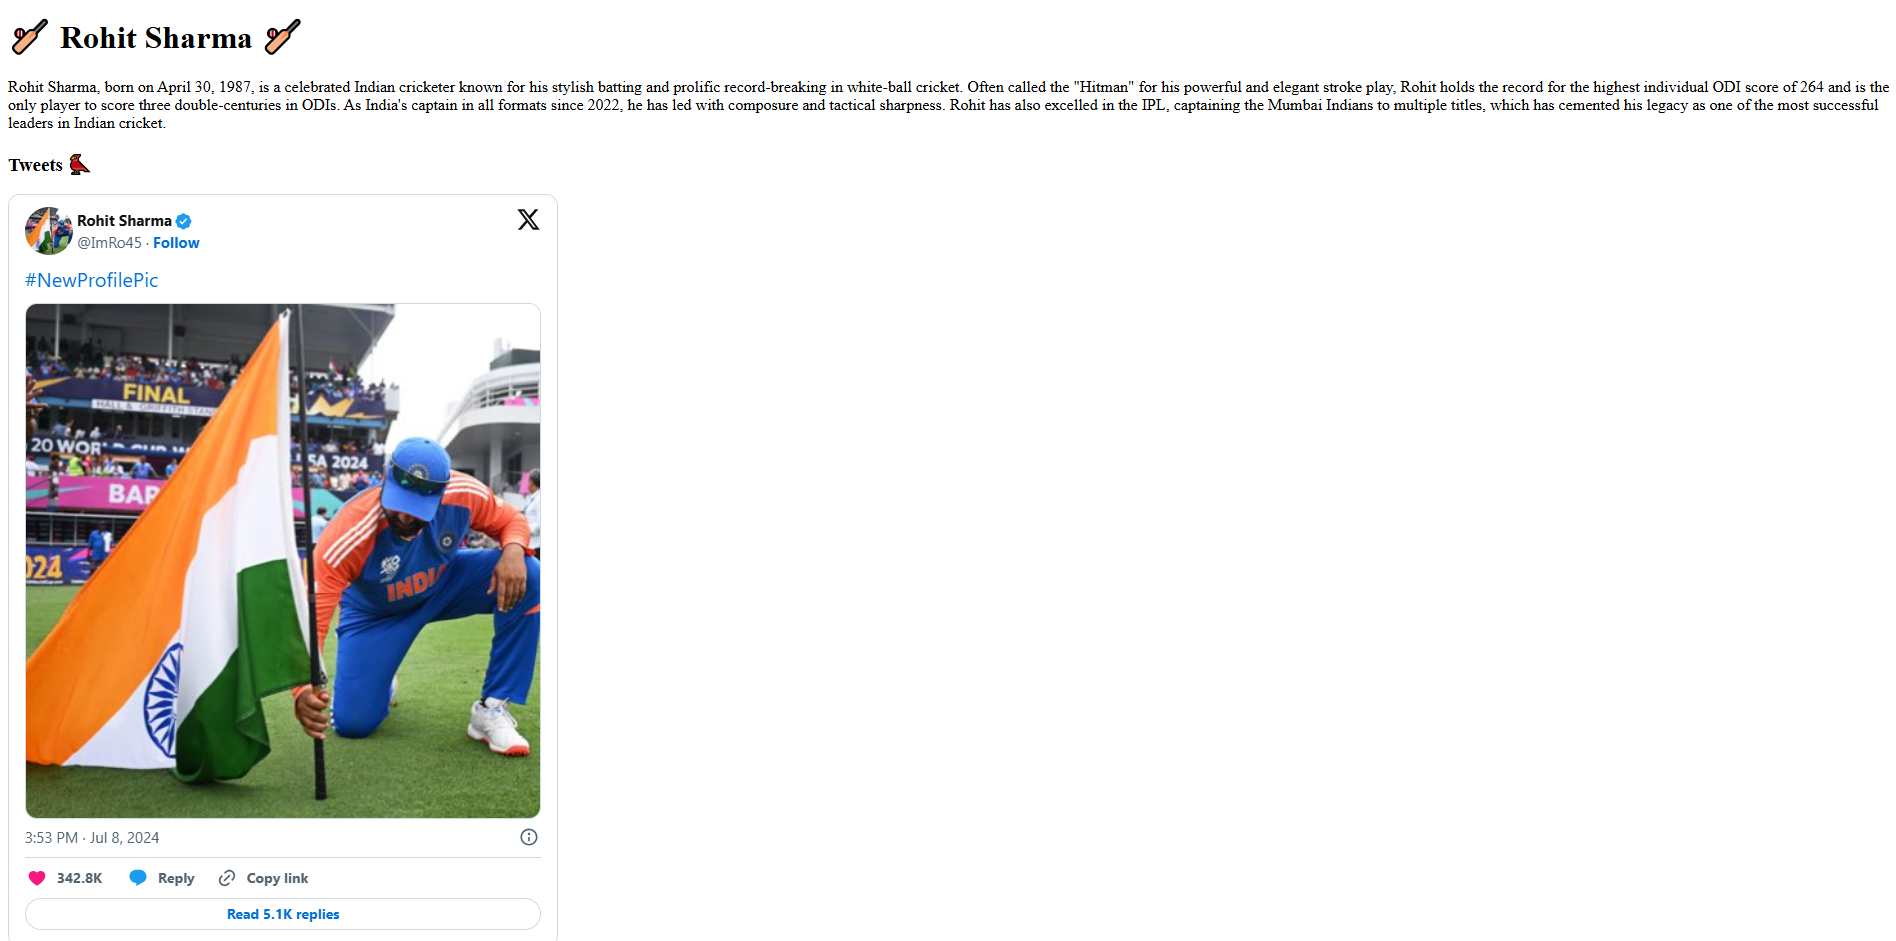 Rohit Sharma
Rohit Sharma, born on April 30, 1987, is a celebrated Indian cricketer known for his stylish batting and prolific record-breaking in white-ball cricket. Often called the "Hitman" for his powerful and elegant stroke play, Rohit holds the record for the highest individual ODI score of 264 and is the
only player to score three double-centuries in ODIs. As India's captain in all formats since 2022, he has led with composure and tactical sharpness. Rohit has also excelled in the IPL, captaining the Mumbai Indians to multiple titles, which has cemented his legacy as one of the most successful
leaders in Indian cricket.
Tweets
Rohit Sharma
@ImRo45 · Follow
#NewProfilePic
FINAL
HALL & GRIFFITH STAN
20 WORLD CUP W
SA 2024
BAR
024
INDIA
3:53 PM · Jul 8, 2024
342.8K Reply Copy link
Read 5.1K replies